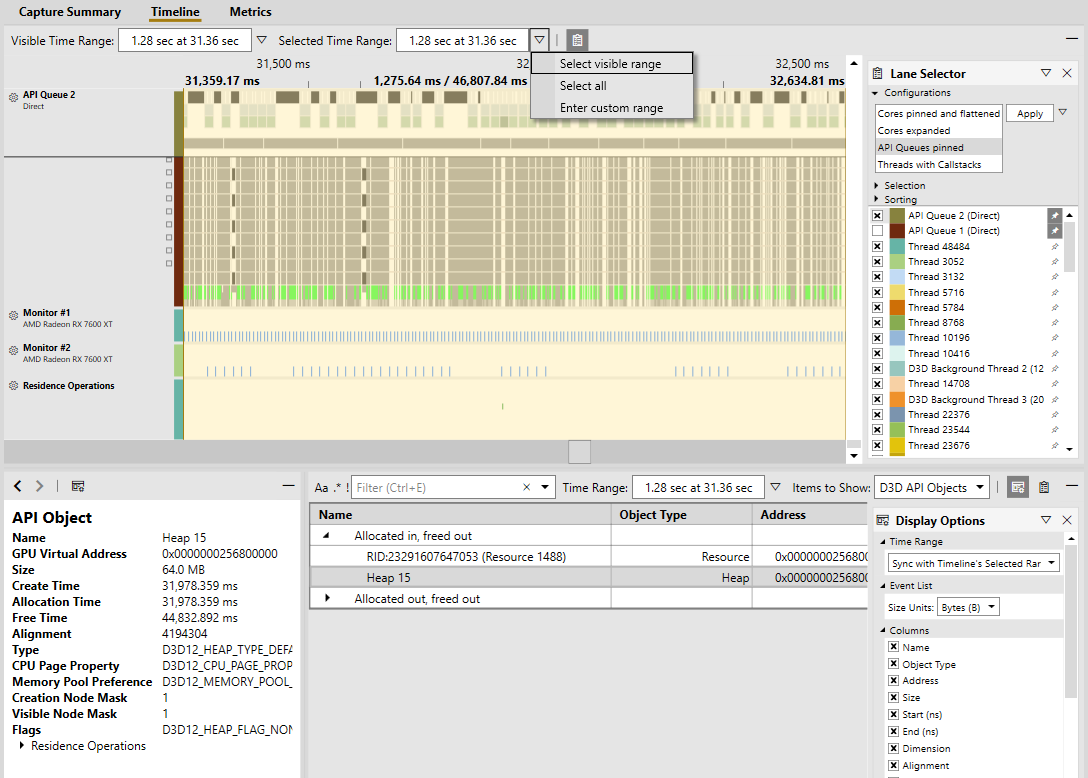 Capture Summary Timeline Metrics
Visible Time Range: 1.28 sec at 31.36 sec Selected Time Range: 1.28 sec at 31.36 sec
Select visible range
Select all
Enter custom range
31,500 ms 32 32,500 ms
31,359.17 ms 1,275.64 ms / 46,807.84 ms 32,634.81 ms
API Queue 2
Direct
Monitor #1
AMD Radeon RX 7600 XT
Monitor #2
AMD Radeon RX 7600 XT
Residence Operations
Lane Selector
Configurations
Cores pinned and flattened
Apply
Cores expanded
API Queues pinned
Threads with Callstacks
Selection
Sorting
API Queue 2 (Direct)
API Queue 1 (Direct)
Thread 48484
Thread 3052
Thread 3132
Thread 5716
Thread 5784
Thread 8768
Thread 10196
Thread 10416
D3D Background Thread 2 (12
Thread 14708
D3D Background Thread 3 (20
Thread 22376
Thread 23544
Thread 23676
API Object
Name Heap 15
GPU Virtual Address 0x0000000256800000
Size 64.0 MB
Create Time 31,978.359 ms
Allocation Time 31,978.359 ms
Free Time 44,832.892 ms
Alignment 4194304
Type D3D12_HEAP_TYPE_DEFA
CPU Page Property D3D12_CPU_PAGE_PROP
Memory Pool Preference D3D12_MEMORY_POOL_
Creation Node Mask 1
Visible Node Mask 1
Flags D3D12_HEAP_FLAG_NON
Residence Operations
Aa .* ! Filter (Ctrl+E) Time Range: 1.28 sec at 31.36 sec Items to Show: D3D API Objects
Name Object Type Address
Allocated in, freed out
RID:23291607647053 (Resource 1488) Resource 0x0000000256800
Heap 15 Heap 0x0000000256800
Allocated out, freed out
Display Options
Time Range
Sync with Timeline's Selected Rar
Event List
Size Units: Bytes (B)
Columns
Name
Object Type
Address
Size
Start (ns)
End (ns)
Dimension
Alignment